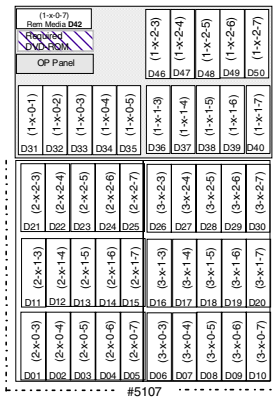 (1-x-0-7)
Rem Media D42
Required
DVD-ROM
OP Panel
(1-x-2-3) (1-x-2-4) (1-x-2-5) (1-x-2-6) (1-x-2-7)
D46 D47 D48 D49 D50
(1-x-0-1) (1-x-0-2) (1-x-0-3) (1-x-0-4) (1-x-0-5) (1-x-1-3) (1-x-1-4) (1-x-1-5) (1-x-1-6) (1-x-1-7)
D31 D32 D33 D34 D35 D36 D37 D38 D39 D40
(2-x-2-3) (2-x-2-4) (2-x-2-5) (2-x-2-6) (2-x-2-7) (3-x-2-3) (3-x-2-4) (3-x-2-5) (3-x-2-6) (3-x-2-7)
D21 D22 D23 D24 D25 D26 D27 D28 D29 D30
(2-x-1-3) (2-x-1-4) (2-x-1-5) (2-x-1-6) (2-x-1-7) (3-x-1-3) (3-x-1-4) (3-x-1-5) (3-x-1-6) (3-x-1-7)
D11 D12 D13 D14 D15 D16 D17 D18 D19 D20
(2-x-0-3) (2-x-0-4) (2-x-0-5) (2-x-0-6) (2-x-0-7) (3-x-0-3) (3-x-0-4) (3-x-0-5) (3-x-0-6) (3-x-0-7)
D01 D02 D03 D04 D05 D06 D07 D08 D09 D10
#5107